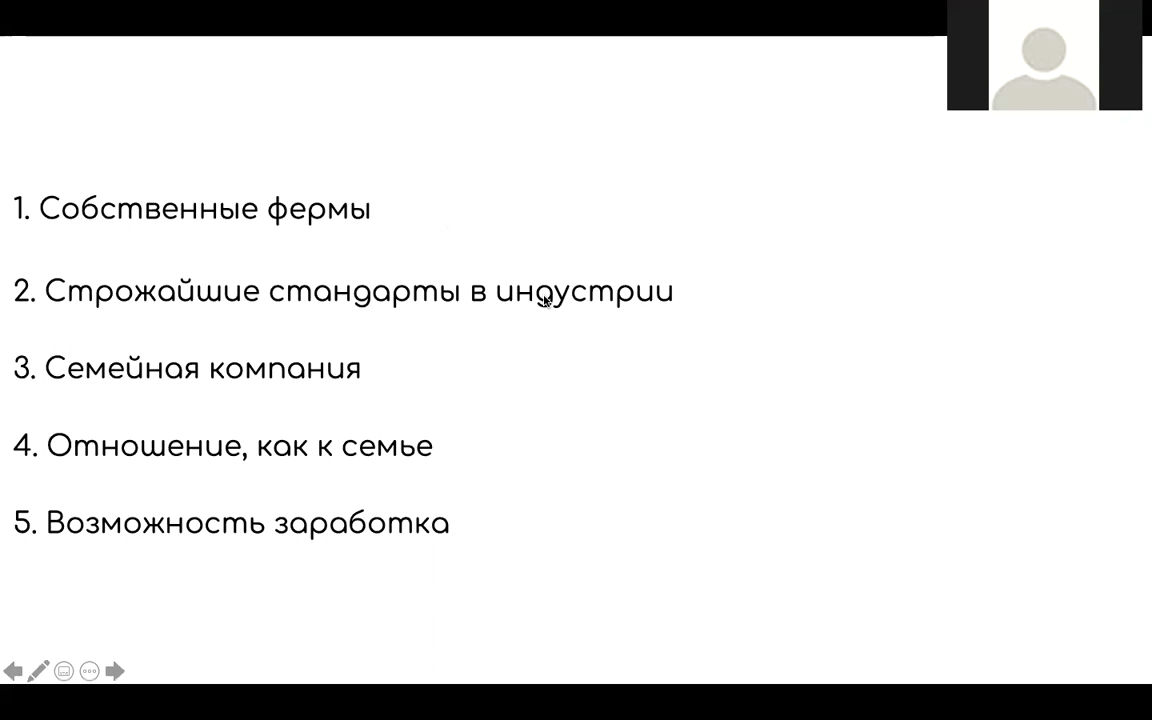 1. Собственные фермы
2. Строжайшие стандарты в индустрии
3. Семейная компания
4. Отношение, как к семье
5. Возможность заработка